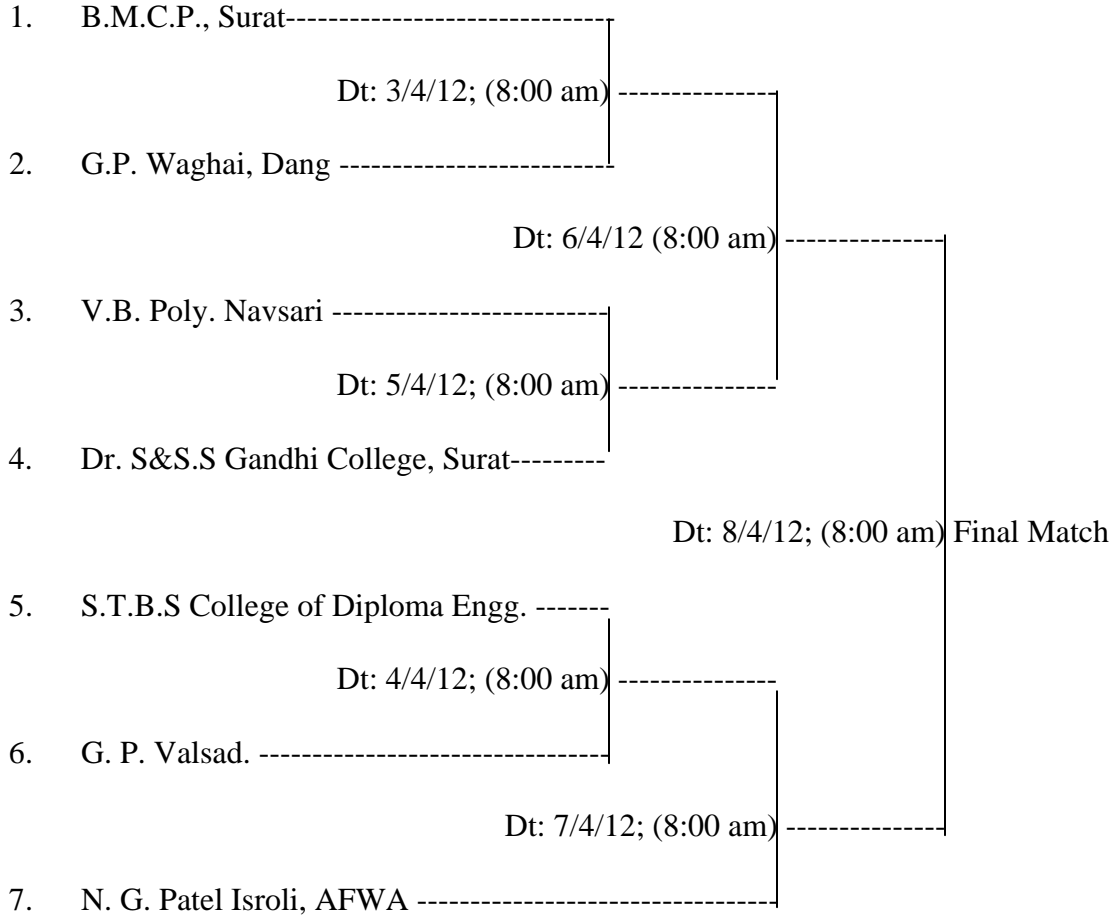 1. B.M.C.P., Surat-------------------------------
Dt: 3/4/12; (8:00 am) ---------------
2. G.P. Waghai, Dang --------------------------
Dt: 6/4/12 (8:00 am) ---------------
3. V.B. Poly. Navsari --------------------------
Dt: 5/4/12; (8:00 am) ---------------
4. Dr. S&S.S Gandhi College, Surat---------
Dt: 8/4/12; (8:00 am) Final Match
5. S.T.B.S College of Diploma Engg. -------
Dt: 4/4/12; (8:00 am) ---------------
6. G. P. Valsad. ---------------------------------
Dt: 7/4/12; (8:00 am) ---------------
7. N. G. Patel Isroli, AFWA ----------------------------------